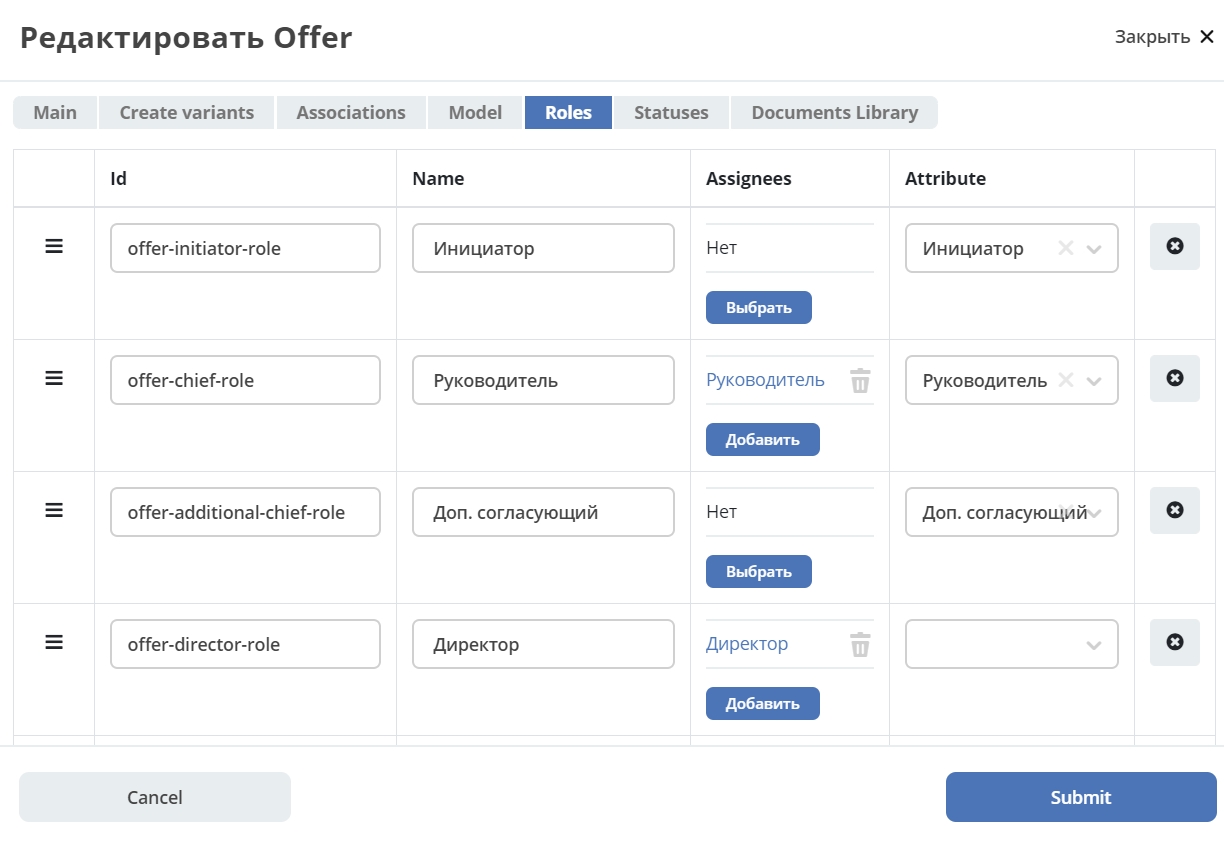 Редактировать Offer
Закрыть
Main Create variants Associations Model Roles Statuses Documents Library
Id Name Assignees Attribute
offer-initiator-role Инициатор Нет Инициатор
Выбрать
offer-chief-role Руководитель Руководитель Руководитель
Добавить
offer-additional-chief-role Доп. согласующий Нет Доп. согласующий
Выбрать
offer-director-role Директор Директор
Добавить
Cancel Submit